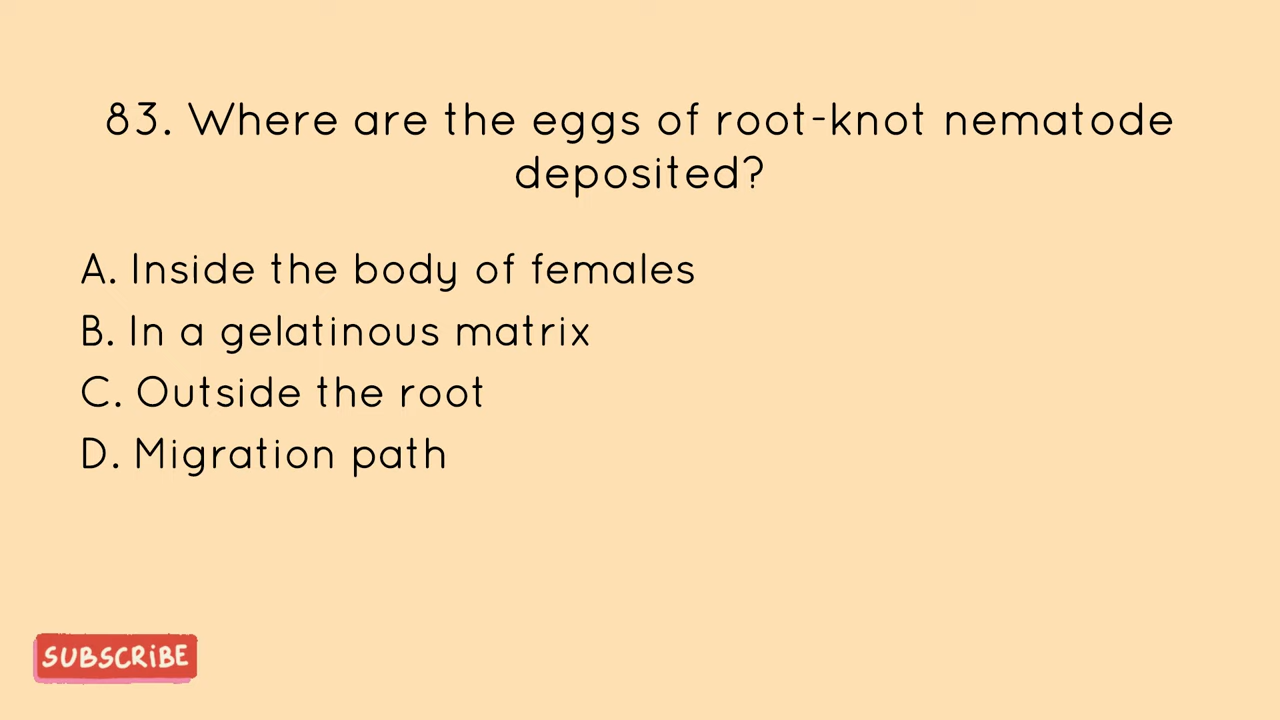 83. Where are the eggs of root-knot nematode
deposited?
A. Inside the body of females
B. In a gelatinous matrix
C. Outside the root
D. Migration path
SUBSCRiBE